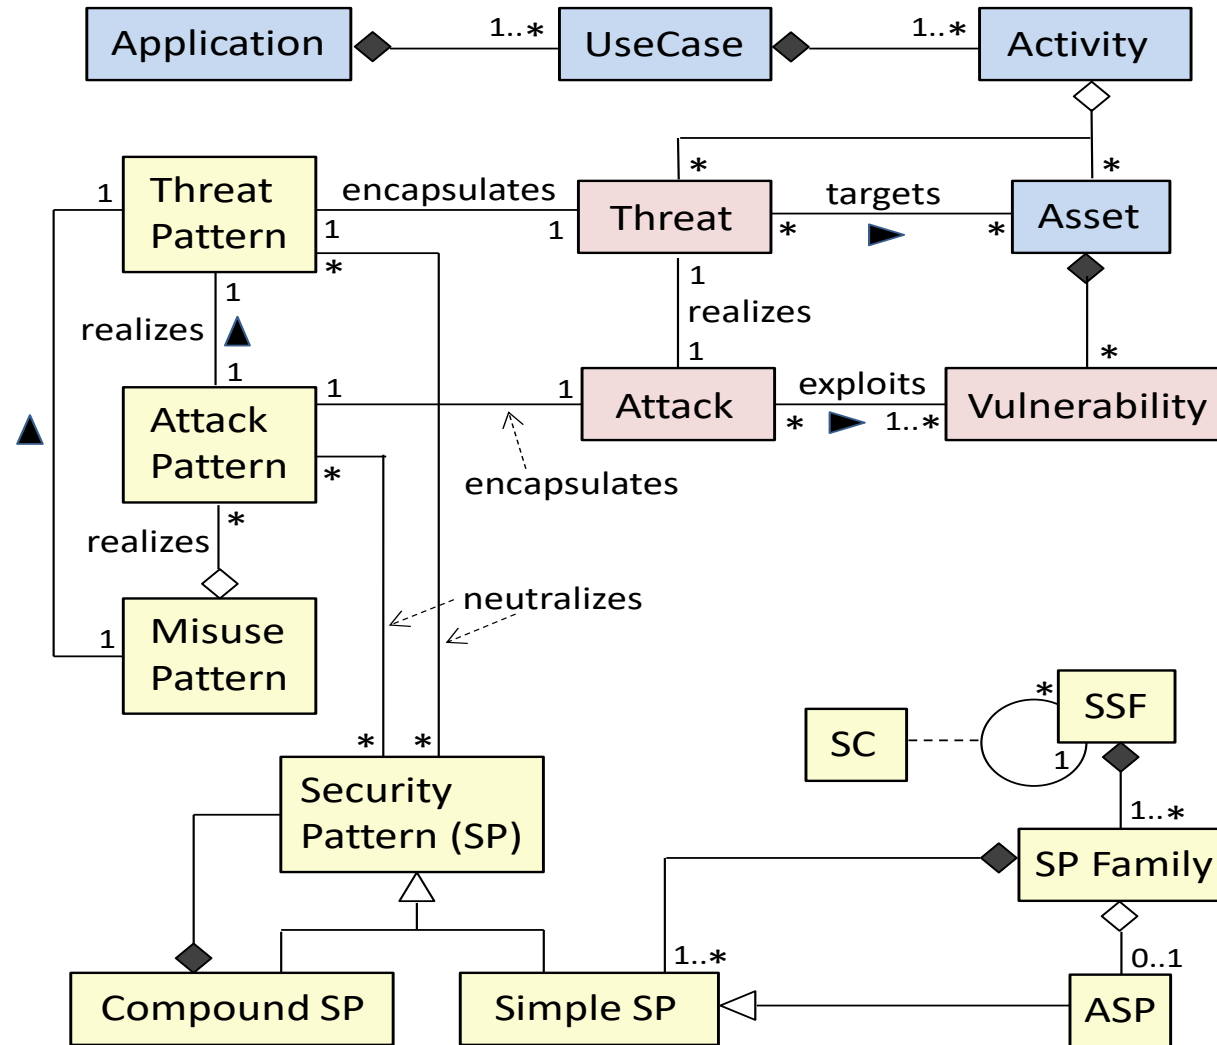 Application
1..*
UseCase
1..*
Activity
*
*
Threat
Pattern
1
encapsulates
1
1
Threat
targets
*
*
Asset
*
1
realizes
1
realizes
1
1
*
Attack
Pattern
1
1
Attack
exploits
*
1..*
Vulnerability
*
encapsulates
*
realizes
neutralizes
Misuse
Pattern
1
*
SSF
SC
1
*
*
Security
Pattern (SP)
1..*
SP Family
1..*
0..1
Compound SP
Simple SP
ASP